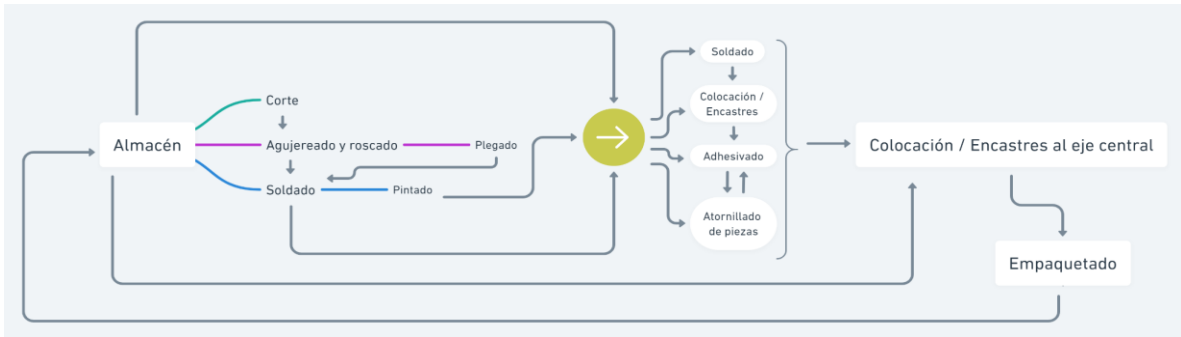 Almacén
Corte
Agujereado y roscado
Plegado
Soldado
Pintado
Soldado
Colocación /
Encastres
Adhesivado
Atornillado
de piezas
Colocación / Encastres al eje central
Empaquetado